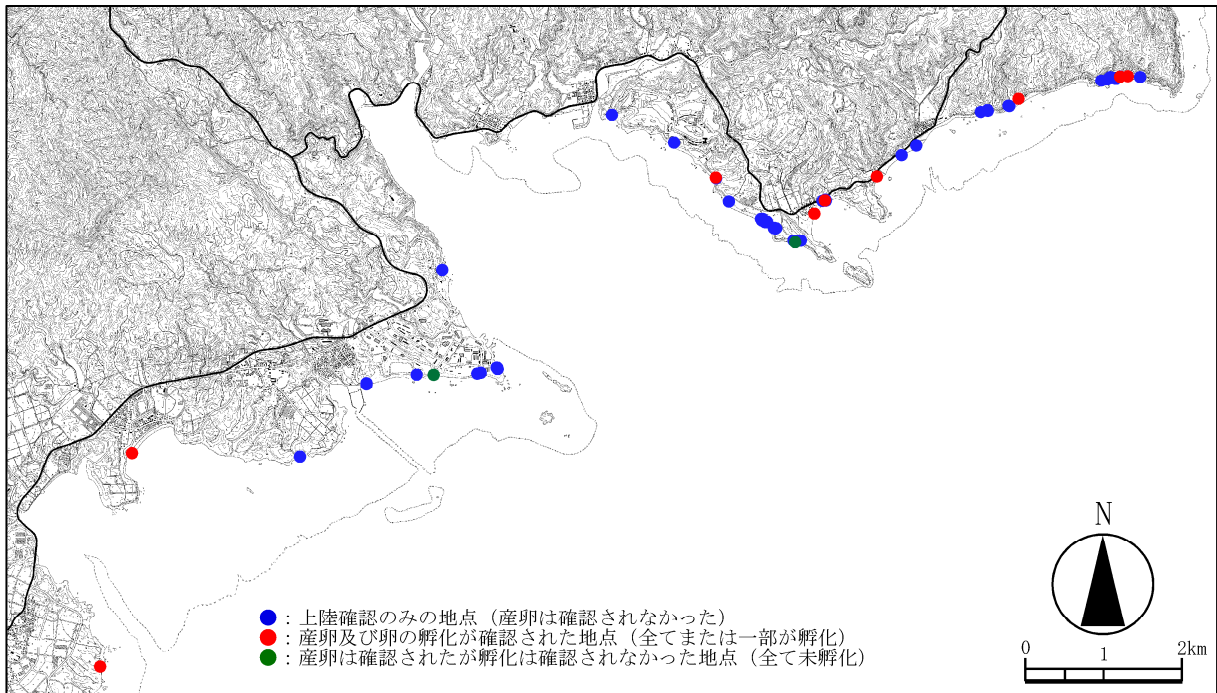 N
0 1 2km
●：上陸確認のみの地点（産卵は確認されなかった）
●：産卵及び卵の孵化が確認された地点（全てまたは一部が孵化）
●：産卵は確認されたが孵化は確認されなかった地点（全て未孵化）